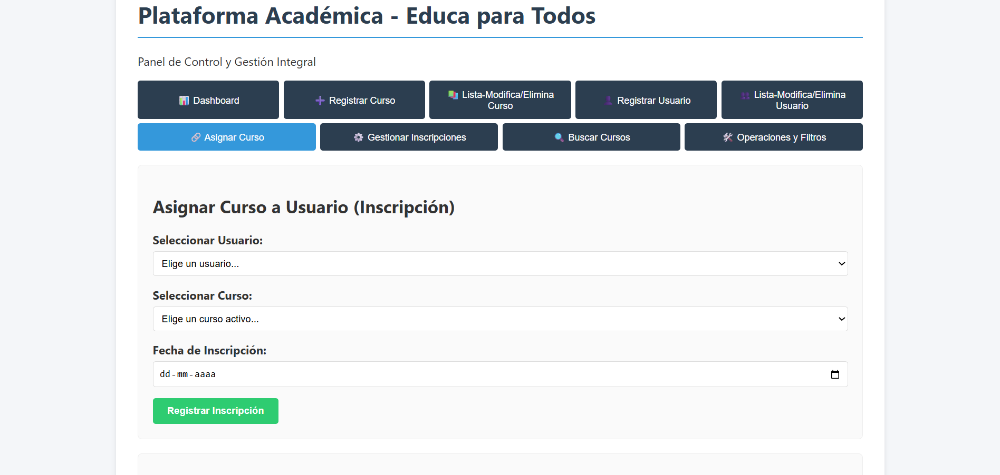 Plataforma Académica - Educa para Todos
Panel de Control y Gestión Integral
Dashboard
Registrar Curso
Lista-Modifica/Elimina
Curso
Registrar Usuario
Lista-Modifica/Elimina
Usuario
Asignar Curso
Gestionar Inscripciones
Buscar Cursos
Operaciones y Filtros
Asignar Curso a Usuario (Inscripción)
Seleccionar Usuario:
Elige un usuario...
Seleccionar Curso:
Elige un curso activo...
Fecha de Inscripción:
dd-mm-aaaa
Registrar Inscripción